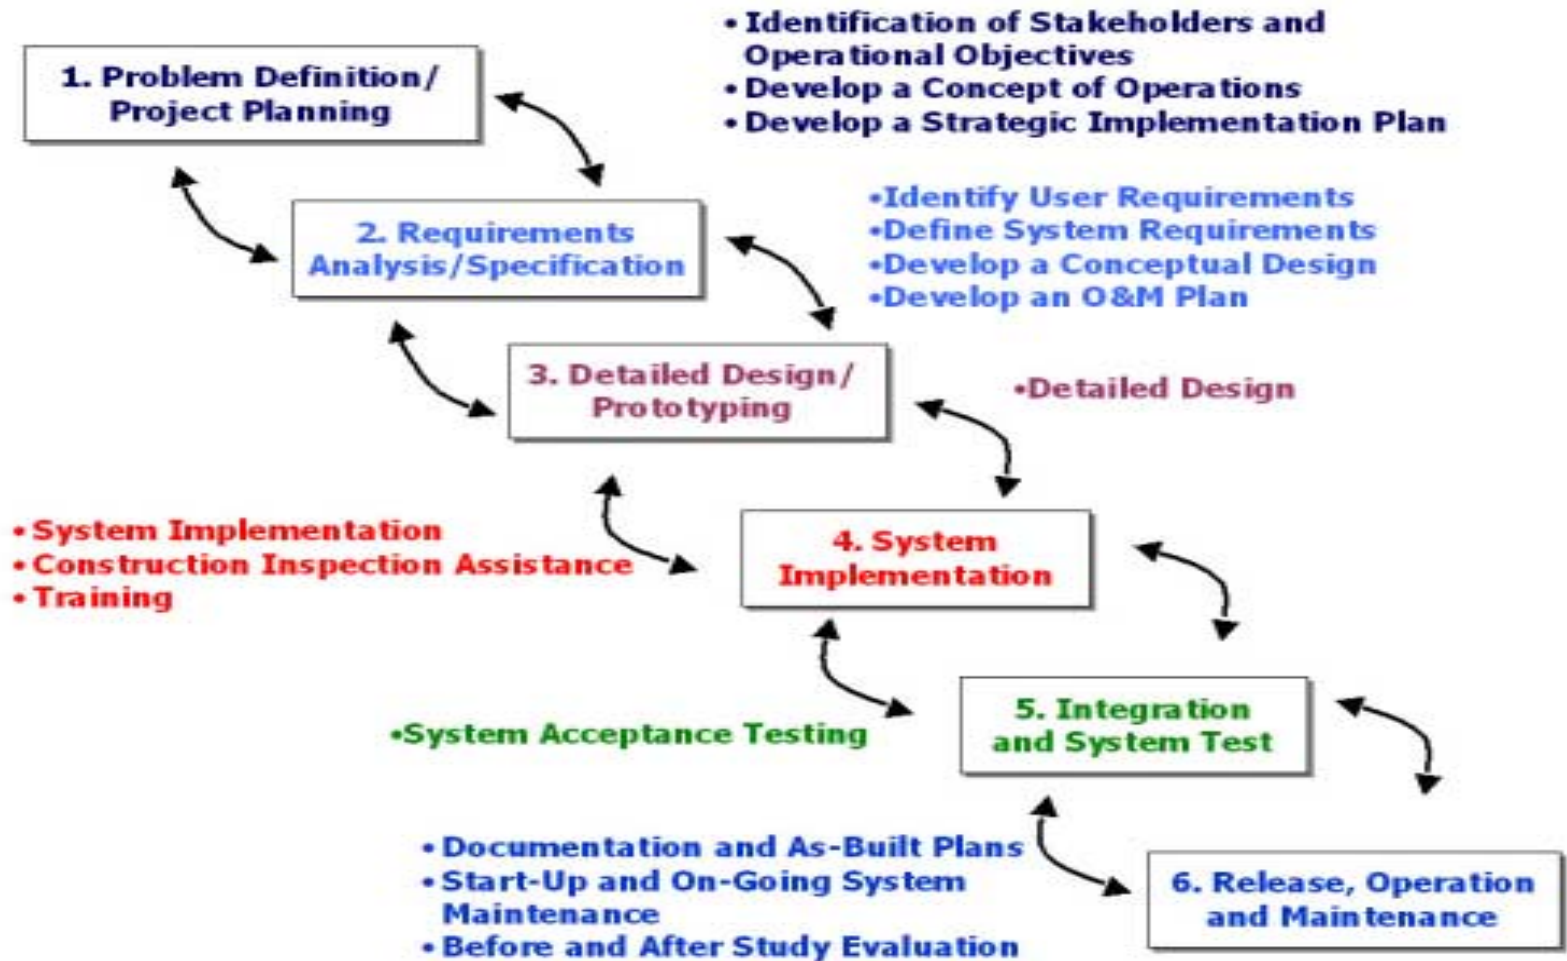 1. Problem Definition/
Project Planning
• Identification of Stakeholders and
Operational Objectives
• Develop a Concept of Operations
• Develop a Strategic Implementation Plan
2. Requirements
Analysis/Specification
•Identify User Requirements
•Define System Requirements
•Develop a Conceptual Design
•Develop an O&M Plan
3. Detailed Design/
Prototyping
•Detailed Design
• System Implementation
• Construction Inspection Assistance
• Training
4. System
Implementation
•System Acceptance Testing
5. Integration
and System Test
• Documentation and As-Built Plans
• Start-Up and On-Going System
Maintenance
• Before and After Study Evaluation
6. Release, Operation
and Maintenance